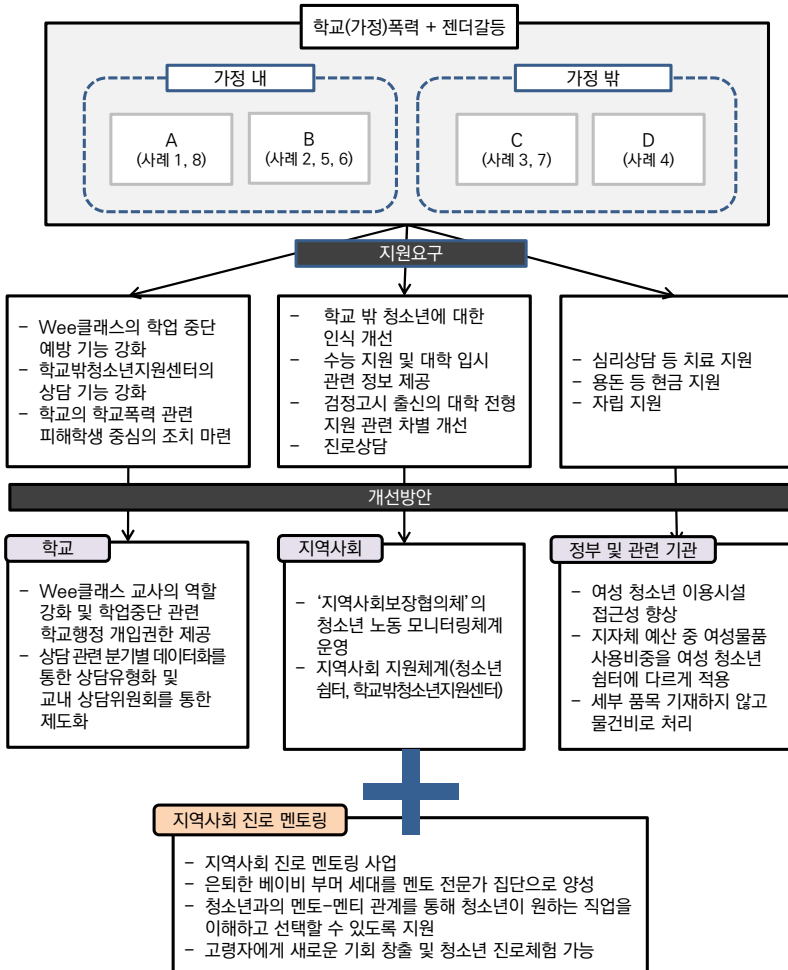 학교(가정)폭력 + 젠더갈등
가정 내
가정 밖
A
(사례 1, 8)
B
(사례 2, 5, 6)
C
(사례 3, 7)
D
(사례 4)
지원요구
- Wee클래스의 학업 중단
예방 기능 강화
- 학교밖청소년지원센터의
상담 기능 강화
- 학교의 학교폭력 관련
피해학생 중심의 조치 마련
- 학교 밖 청소년에 대한
인식 개선
- 수능 지원 및 대학 입시
관련 정보 제공
- 검정고시 출신의 대학 전형
지원 관련 차별 개선
- 진로상담
- 심리상담 등 치료 지원
- 용돈 등 현금 지원
- 자립 지원
개선방안
학교
- Wee클래스 교사의 역할
강화 및 학업중단 관련
학교행정 개입권한 제공
- 상담 관련 분기별 데이터화를
통한 상담유형화 및
교내 상담위원회를 통한
제도화
지역사회
- ‘지역사회보장협의체’의
청소년 노동 모니터링체계
운영
- 지역사회 지원체계(청소년
쉼터, 학교밖청소년지원센터)
정부 및 관련 기관
- 여성 청소년 이용시설
접근성 향상
- 지자체 예산 중 여성물품
사용비중을 여성 청소년
쉼터에 다르게 적용
- 세부 품목 기재하지 않고
물건비로 처리
지역사회 진로 멘토링
- 지역사회 진로 멘토링 사업
- 은퇴한 베이비 부머 세대를 멘토 전문가 집단으로 양성
- 청소년과의 멘토-멘티 관계를 통해 청소년이 원하는 직업을
이해하고 선택할 수 있도록 지원
- 고령자에게 새로운 기회 창출 및 청소년 진로체험 가능